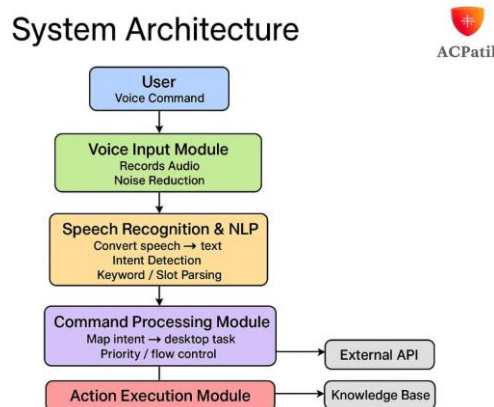 System Architecture
ACPatil
User
Voice Command
Voice Input Module
Records Audio
Noise Reduction
Speech Recognition & NLP
Convert speech → text
Intent Detection
Keyword / Slot Parsing
Command Processing Module
Map intent → desktop task
Priority / flow control
External API
Action Execution Module
Knowledge Base